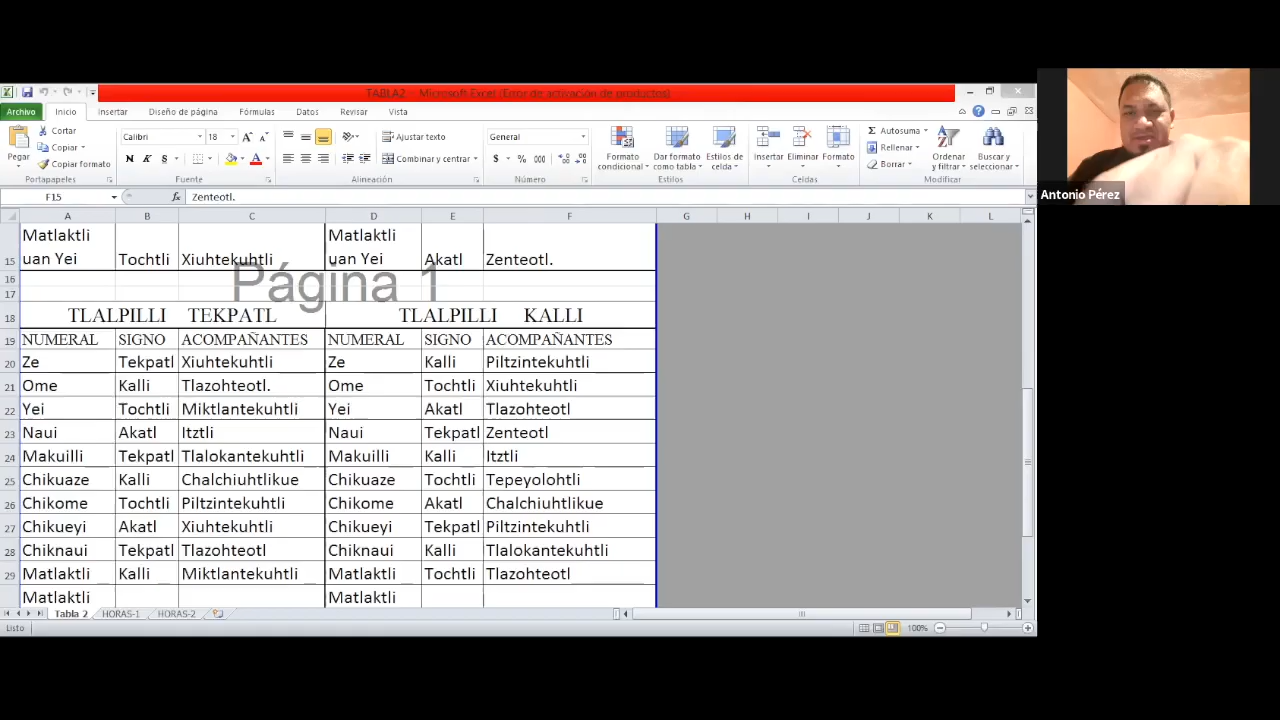 TABLA2 - Microsoft Excel (Error de activación de productos)
Archivo Inicio Insertar Diseño de página Fórmulas Datos Revisar Vista
Pegar Cortar Copiar Copiar formato Portapapeles
Calibri 18 N K S Fuente
Ajustar texto Combinar y centrar Alineación
General $ % 000 Número
Formato condicional Dar formato como tabla Estilos de celda Estilos
Insertar Eliminar Formato Celdas
Autosuma Rellenar Borrar Ordenar y filtrar Buscar y seleccionar Modificar
Antonio Pérez
F15 fx Zenteotl.
A B C D E F G H I J K L
Matlaktli Matlaktli
15 uan Yei Tochtli Xiuhtekuhtli uan Yei Akatl Zenteotl.
16
Página 1
17
18 TLALPILLI TEKPATL TLALPILLI KALLI
19 NUMERAL SIGNO ACOMPAÑANTES NUMERAL SIGNO ACOMPAÑANTES
20 Ze Tekpatl Xiuhtekuhtli Ze Kalli Piltzintekuhtli
21 Ome Kalli Tlazohteotl. Ome Tochtli Xiuhtekuhtli
22 Yei Tochtli Miktlantekuhtli Yei Akatl Tlazohteotl
23 Naui Akatl Itztli Naui Tekpatl Zenteotl
24 Makuilli Tekpatl Tlalokantekuhtli Makuilli Kalli Itztli
25 Chikuaze Kalli Chalchiuhtlikue Chikuaze Tochtli Tepeyolohtli
26 Chikome Tochtli Piltzintekuhtli Chikome Akatl Chalchiuhtlikue
27 Chikueyi Akatl Xiuhtekuhtli Chikueyi Tekpatl Piltzintekuhtli
28 Chiknaui Tekpatl Tlazohteotl Chiknaui Kalli Tlalokantekuhtli
29 Matlaktli Kalli Miktlantekuhtli Matlaktli Tochtli Tlazohteotl
Matlaktli Matlaktli
Tabla 2 HORAS-1 HORAS-2
Listo 100%